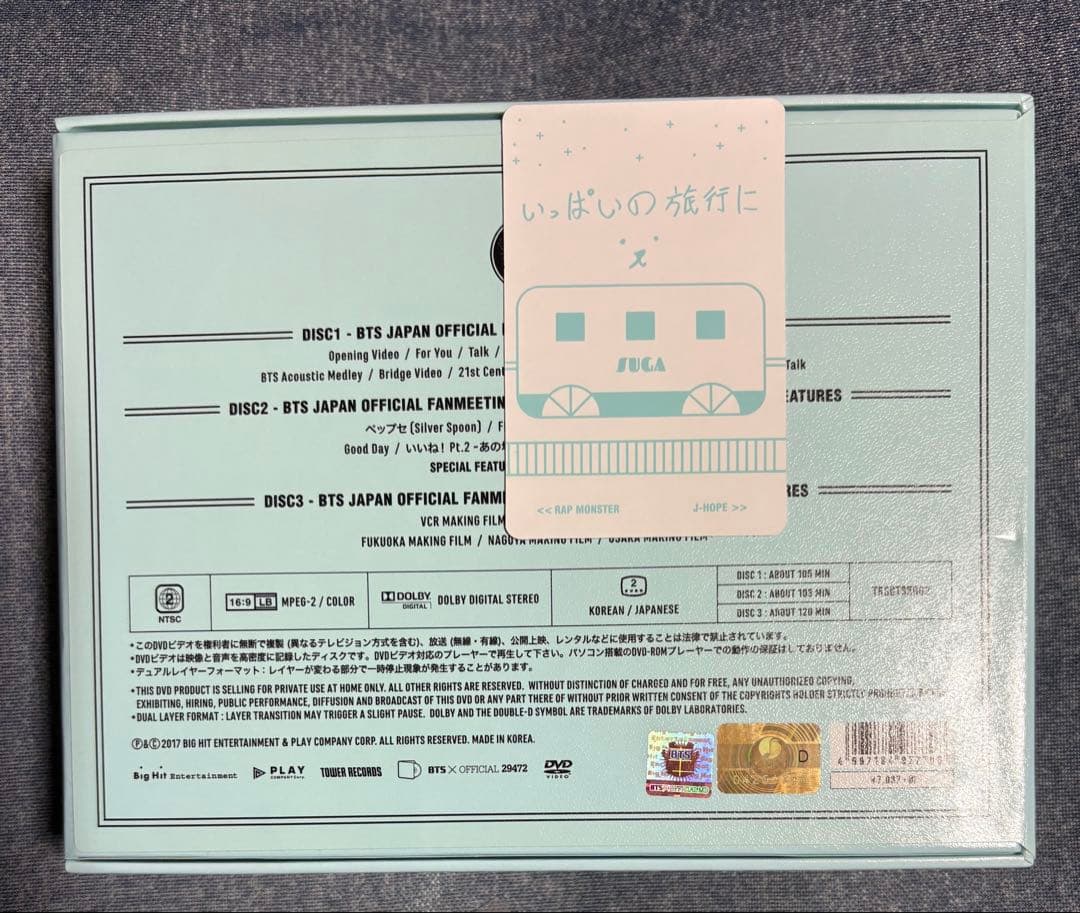 いっぱいの旅行に
SUGA
<< RAP MONSTER
J-HOPE >>
DISC1 - BTS JAPAN OFFICIAL
Opening Video / For You / Talk /
Talk
BTS Acoustic Medley / Bridge Video / 21st Cent
DISC2 - BTS JAPAN OFFICIAL FANMEETIN
EATURES
ペップセ (Silver Spoon) / F
Good Day / いいね! Pt.2 -あの
SPECIAL FEATU
DISC3 - BTS JAPAN OFFICIAL FANM
RES
VCR MAKING FILM
FUKUOKA MAKING FILM / NAGOYA MAKING FILM / OSAKA MAKING FILM
2
NTSC
16:9 LB MPEG-2 / COLOR
DOLBY DIGITAL DOLBY DIGITAL STEREO
2
KOREAN / JAPANESE
DISC 1 : ABOUT 105 MIN
DISC 2 : ABOUT 103 MIN
DISC 3 : ABOUT 120 MIN
•このDVDビデオを権利者に無断で複製 (異なるテレビジョン方式を含む)、放送 (無線・有線)、公開上映、レンタルなどに使用することは法律で禁止されています。
•DVDビデオは映像と音声を高密度に記録したディスクです。DVDビデオ対応のプレーヤーで再生して下さい。パソコン搭載のDVD-ROMプレーヤーでの動作の保証はしておりません。
•デュアルレイヤーフォーマット:レイヤーが変わる部分で一時停止現象が発生することがあります。
•THIS DVD PRODUCT IS SELLING FOR PRIVATE USE AT HOME ONLY. ALL OTHER RIGHTS ARE RESERVED. WITHOUT DISTINCTION OF CHARGED AND FOR FREE, ANY UNAUTHORIZED COPYING,
EXHIBITING, HIRING, PUBLIC PERFORMANCE, DIFFUSION AND BROADCAST OF THIS DVD OR ANY PART THERE OF WITHOUT PRIOR WRITTEN CONSENT OF THE COPYRIGHTS HOLDER STRICTLY PROHIBITED
•DUAL LAYER FORMAT : LAYER TRANSITION MAY TRIGGER A SLIGHT PAUSE. DOLBY AND THE DOUBLE-D SYMBOL ARE TRADEMARKS OF DOLBY LABORATORIES.
Ⓟ&Ⓒ 2017 BIG HIT ENTERTAINMENT & PLAY COMPANY CORP. ALL RIGHTS RESERVED. MADE IN KOREA.
Big Hit Entertainment
PLAY COMPANY Corp.
TOWER RECORDS
BTS X OFFICIAL 29472
DVD VIDEO
BTS
D